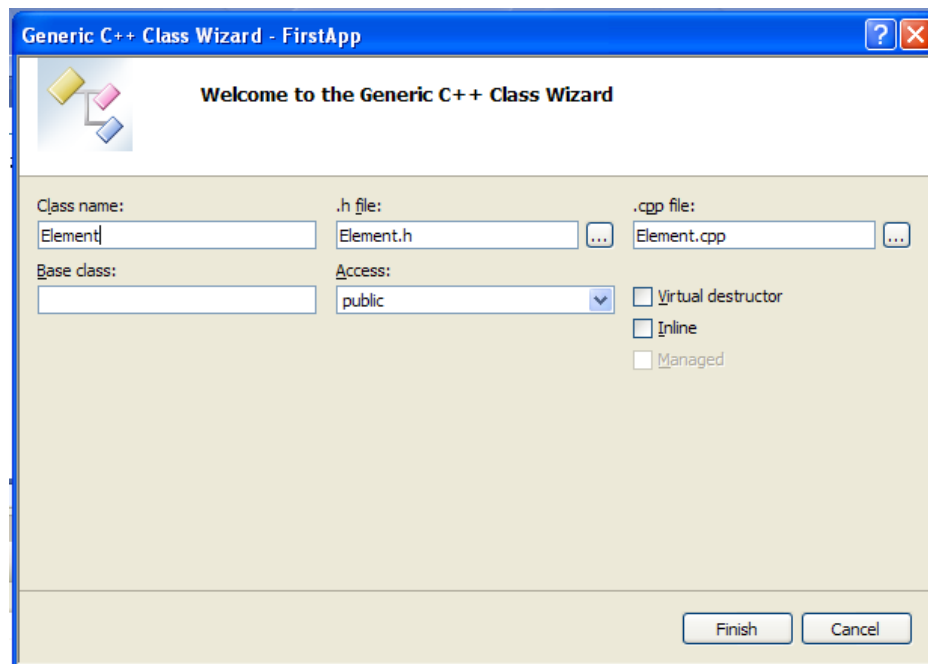 Generic C++ Class Wizard - FirstApp
Welcome to the Generic C++ Class Wizard
Class name: .h file: .cpp file:
Element Element.h ... Element.cpp ...
Base class: Access:
public Virtual destructor
Inline
Managed
Finish Cancel